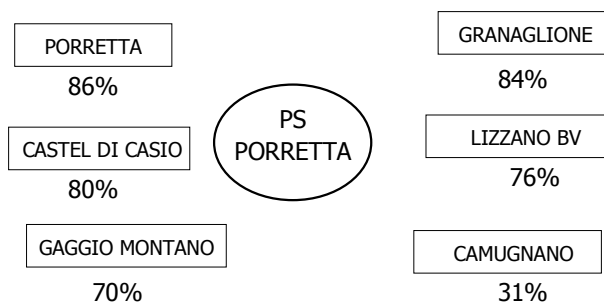 PORRETTA
86%
CASTEL DI CASIO
80%
GAGGIO MONTANO
70%
PS
PORRETTA
GRANAGLIONE
84%
LIZZANO BV
76%
CAMUGNANO
31%